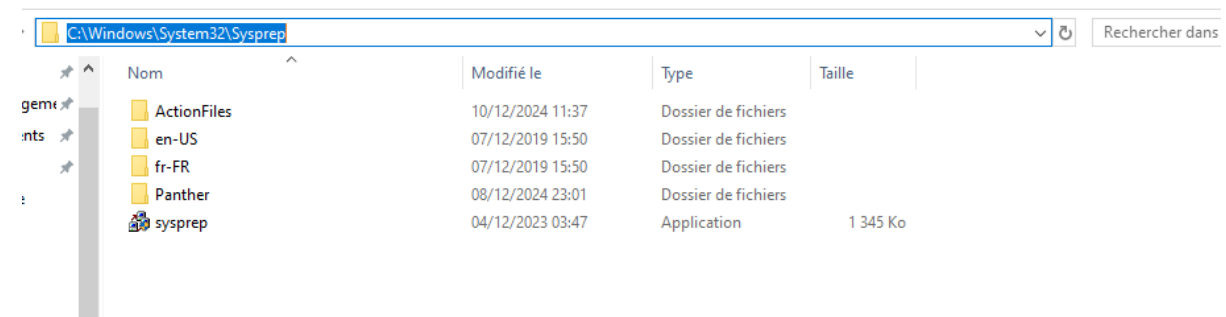 C:\Windows\System32\Sysprep Rechercher dans
Nom Modifié le Type Taille
ActionFiles 10/12/2024 11:37 Dossier de fichiers
en-US 07/12/2019 15:50 Dossier de fichiers
fr-FR 07/12/2019 15:50 Dossier de fichiers
Panther 08/12/2024 23:01 Dossier de fichiers
sysprep 04/12/2023 03:47 Application 1 345 Ko